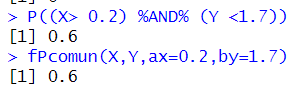 > P((X> 0.2) %AND% (Y <1.7))
[1] 0.6
> fPcomun(X,Y,ax=0.2,by=1.7)
[1] 0.6